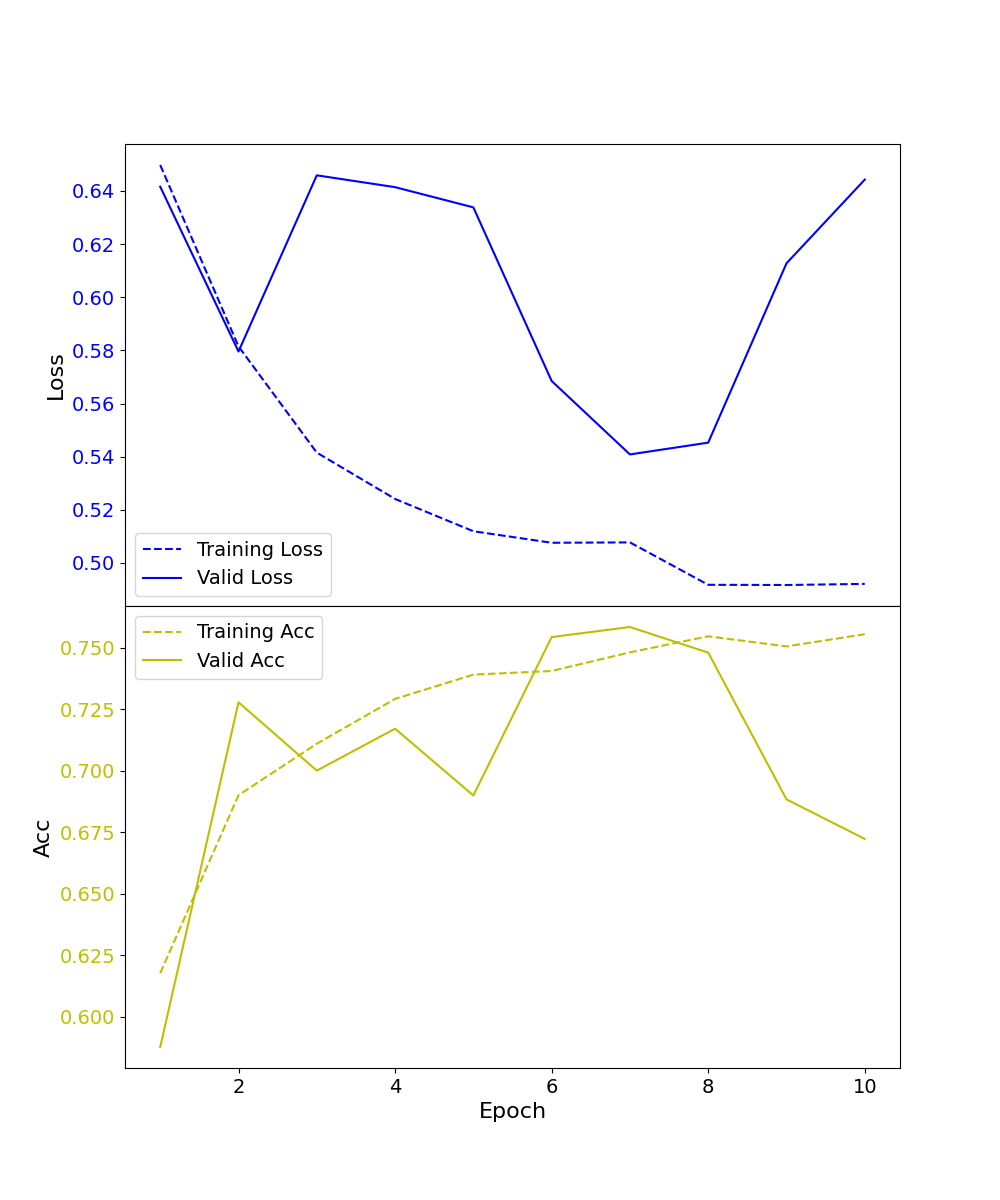 0.64
0.62
0.60
0.58
0.56
0.54
0.52
0.50
Loss
Training Loss
Valid Loss
Training Acc
Valid Acc
0.750
0.725
0.700
0.675
0.650
0.625
0.600
Acc
2 4 6 8 10
Epoch